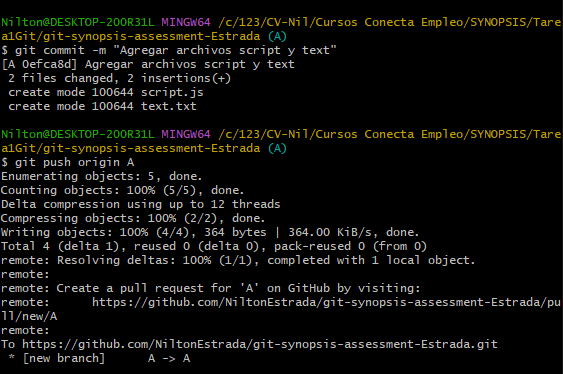 Nilton@DESKTOP-2OOR31L MINGW64 /c/123/CV-Nil/Cursos Conecta Empleo/SYNOPSIS/Tare
a1Git/git-synopsis-assessment-Estrada (A)
$ git commit -m "Agregar archivos script y text"
[A 0efca8d] Agregar archivos script y text
 2 files changed, 2 insertions(+)
 create mode 100644 script.js
 create mode 100644 text.txt

Nilton@DESKTOP-2OOR31L MINGW64 /c/123/CV-Nil/Cursos Conecta Empleo/SYNOPSIS/Tare
a1Git/git-synopsis-assessment-Estrada (A)
$ git push origin A
Enumerating objects: 5, done.
Counting objects: 100% (5/5), done.
Delta compression using up to 12 threads
Compressing objects: 100% (2/2), done.
Writing objects: 100% (4/4), 364 bytes | 364.00 KiB/s, done.
Total 4 (delta 1), reused 0 (delta 0), pack-reused 0 (from 0)
remote: Resolving deltas: 100% (1/1), completed with 1 local object.
remote:
remote: Create a pull request for 'A' on GitHub by visiting:
remote:      https://github.com/NiltonEstrada/git-synopsis-assessment-Estrada/pu
ll/new/A
remote:
To https://github.com/NiltonEstrada/git-synopsis-assessment-Estrada.git
 * [new branch]      A -> A